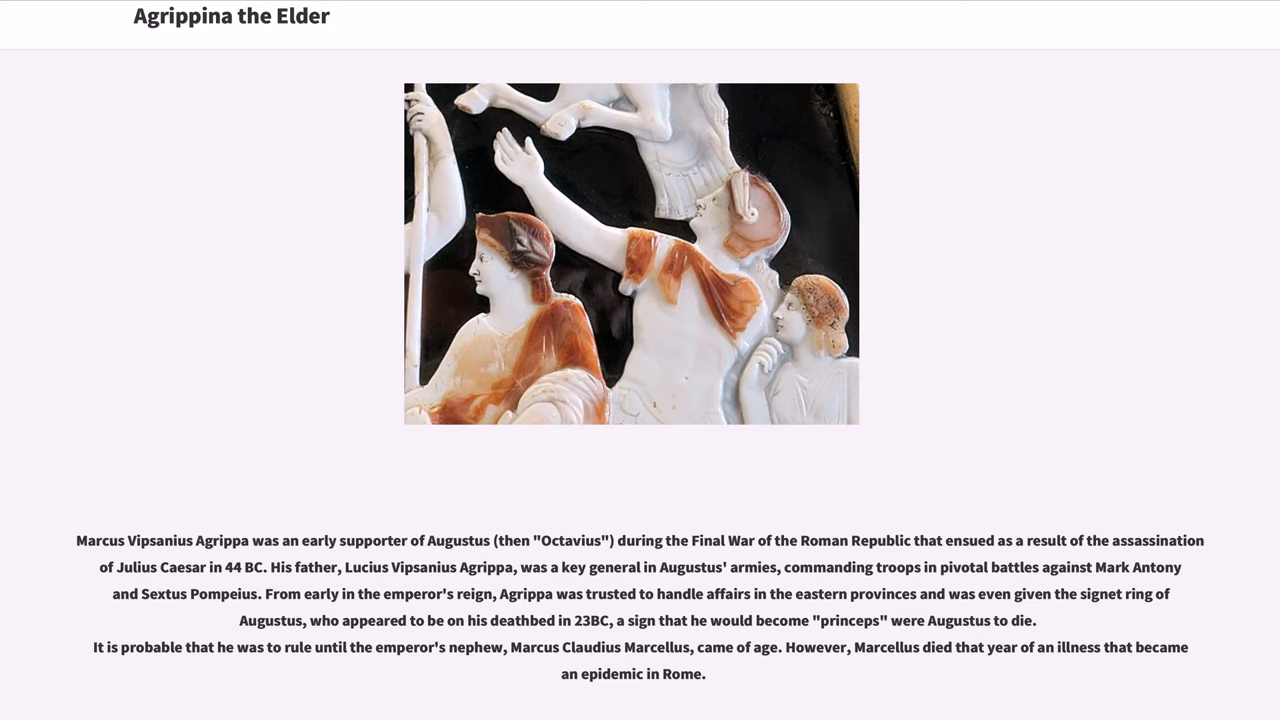 Agrippina the Elder
Marcus Vipsanius Agrippa was an early supporter of Augustus (then "Octavius") during the Final War of the Roman Republic that ensued as a result of the assassination
of Julius Caesar in 44 BC. His father, Lucius Vipsanius Agrippa, was a key general in Augustus' armies, commanding troops in pivotal battles against Mark Antony
and Sextus Pompeius. From early in the emperor's reign, Agrippa was trusted to handle affairs in the eastern provinces and was even given the signet ring of
Augustus, who appeared to be on his deathbed in 23BC, a sign that he would become "princeps" were Augustus to die.
It is probable that he was to rule until the emperor's nephew, Marcus Claudius Marcellus, came of age. However, Marcellus died that year of an illness that became
an epidemic in Rome.